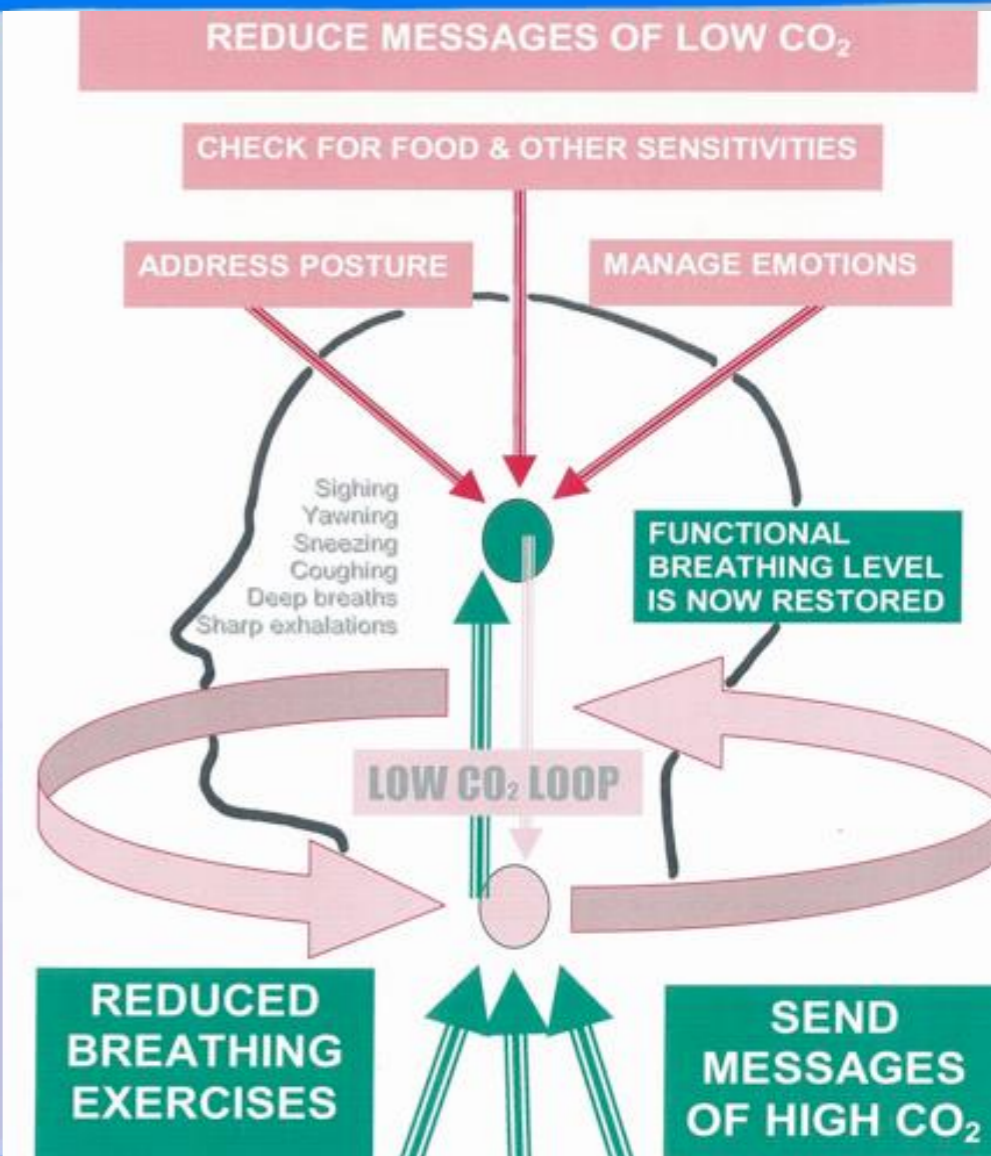 REDUCE MESSAGES OF LOW CO₂
CHECK FOR FOOD & OTHER SENSITIVITIES
ADDRESS POSTURE
MANAGE EMOTIONS
Sighing
Yawning
Sneezing
Coughing
Deep breaths
Sharp exhalations
FUNCTIONAL
BREATHING LEVEL
IS NOW RESTORED
LOW CO₂ LOOP
REDUCED
BREATHING
EXERCISES
SEND
MESSAGES
OF HIGH CO₂